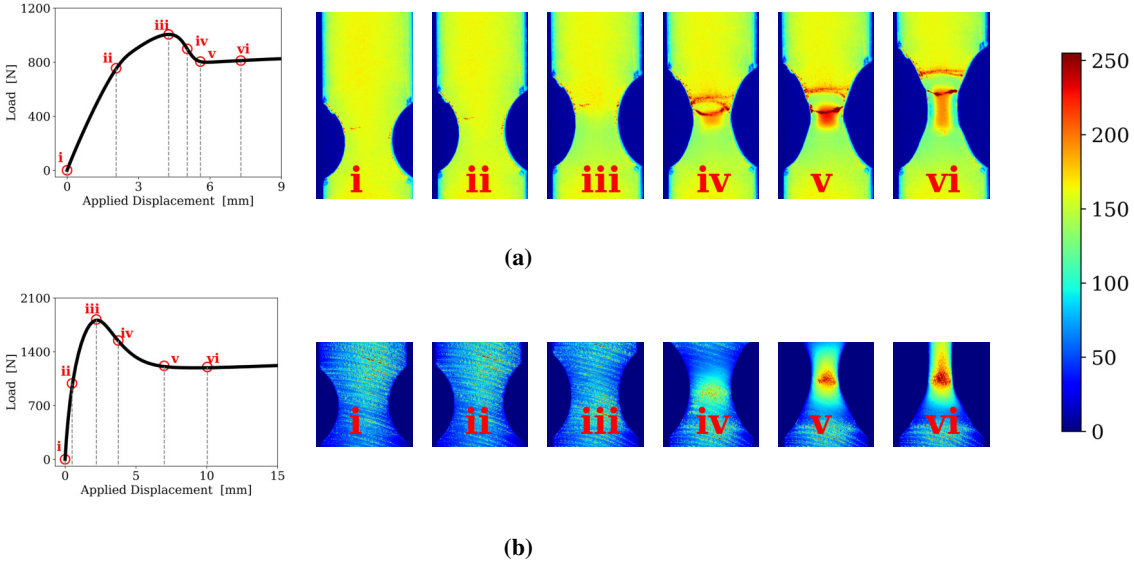 1200
800
400
0
Load [N]
i
ii
iii
iv
v
vi
0 3 6 9
Applied Displacement [mm]
i ii iii iv v vi
(a)
2100
1400
700
0
Load [N]
i
ii
iii
iv
v
vi
0 5 10 15
Applied Displacement [mm]
i ii iii iv v vi
(b)
250
200
150
100
50
0